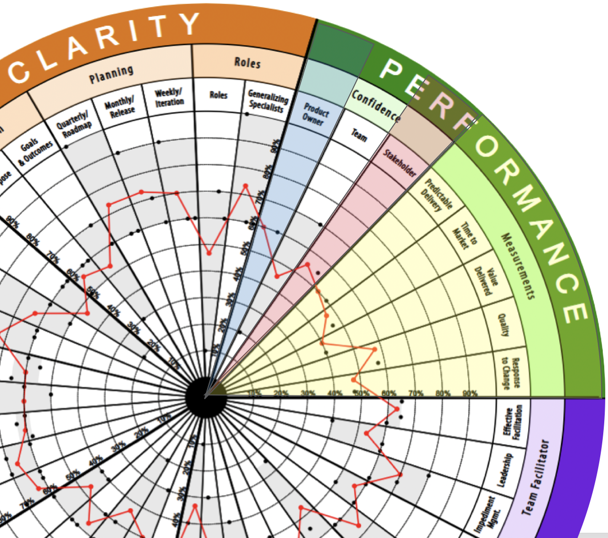 CLARITY
PERFORMANCE
Planning
Roles
Confidence
Measurements
Team Facilitator
Goals
& Outcomes
Quarterly/
Roadmap
Monthly/
Release
Weekly/
Iteration
Roles
Generalizing
Specialists
Product
Owner
Team
Stakeholder
Predictable
Delivery
Time to
Market
Value
Delivered
Quality
Response
to Change
Effective
Facilitation
Leadership
Impediment
Mgmt.
10% 20% 30% 40% 50% 60% 70% 80% 90%